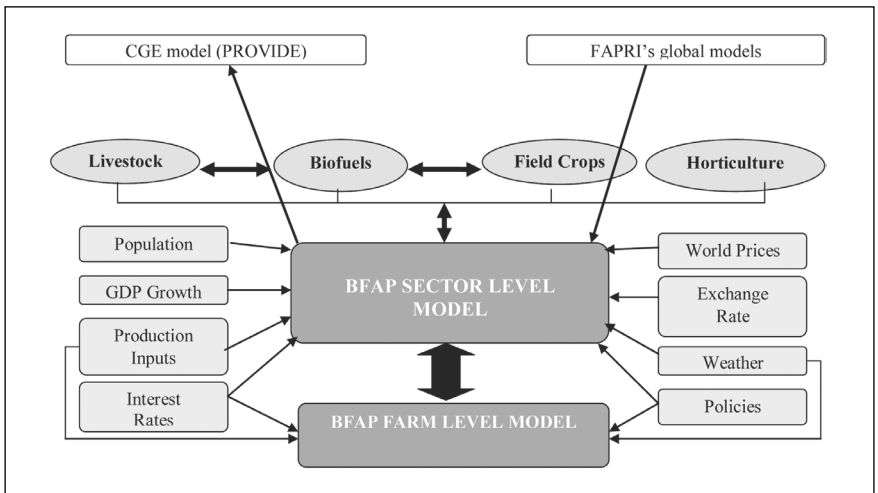 CGE model (PROVIDE)
FAPRI's global models
Livestock
Biofuels
Field Crops
Horticulture
Population
GDP Growth
Production
Inputs
Interest
Rates
BFAP SECTOR LEVEL
MODEL
World Prices
Exchange
Rate
Weather
Policies
BFAP FARM LEVEL MODEL